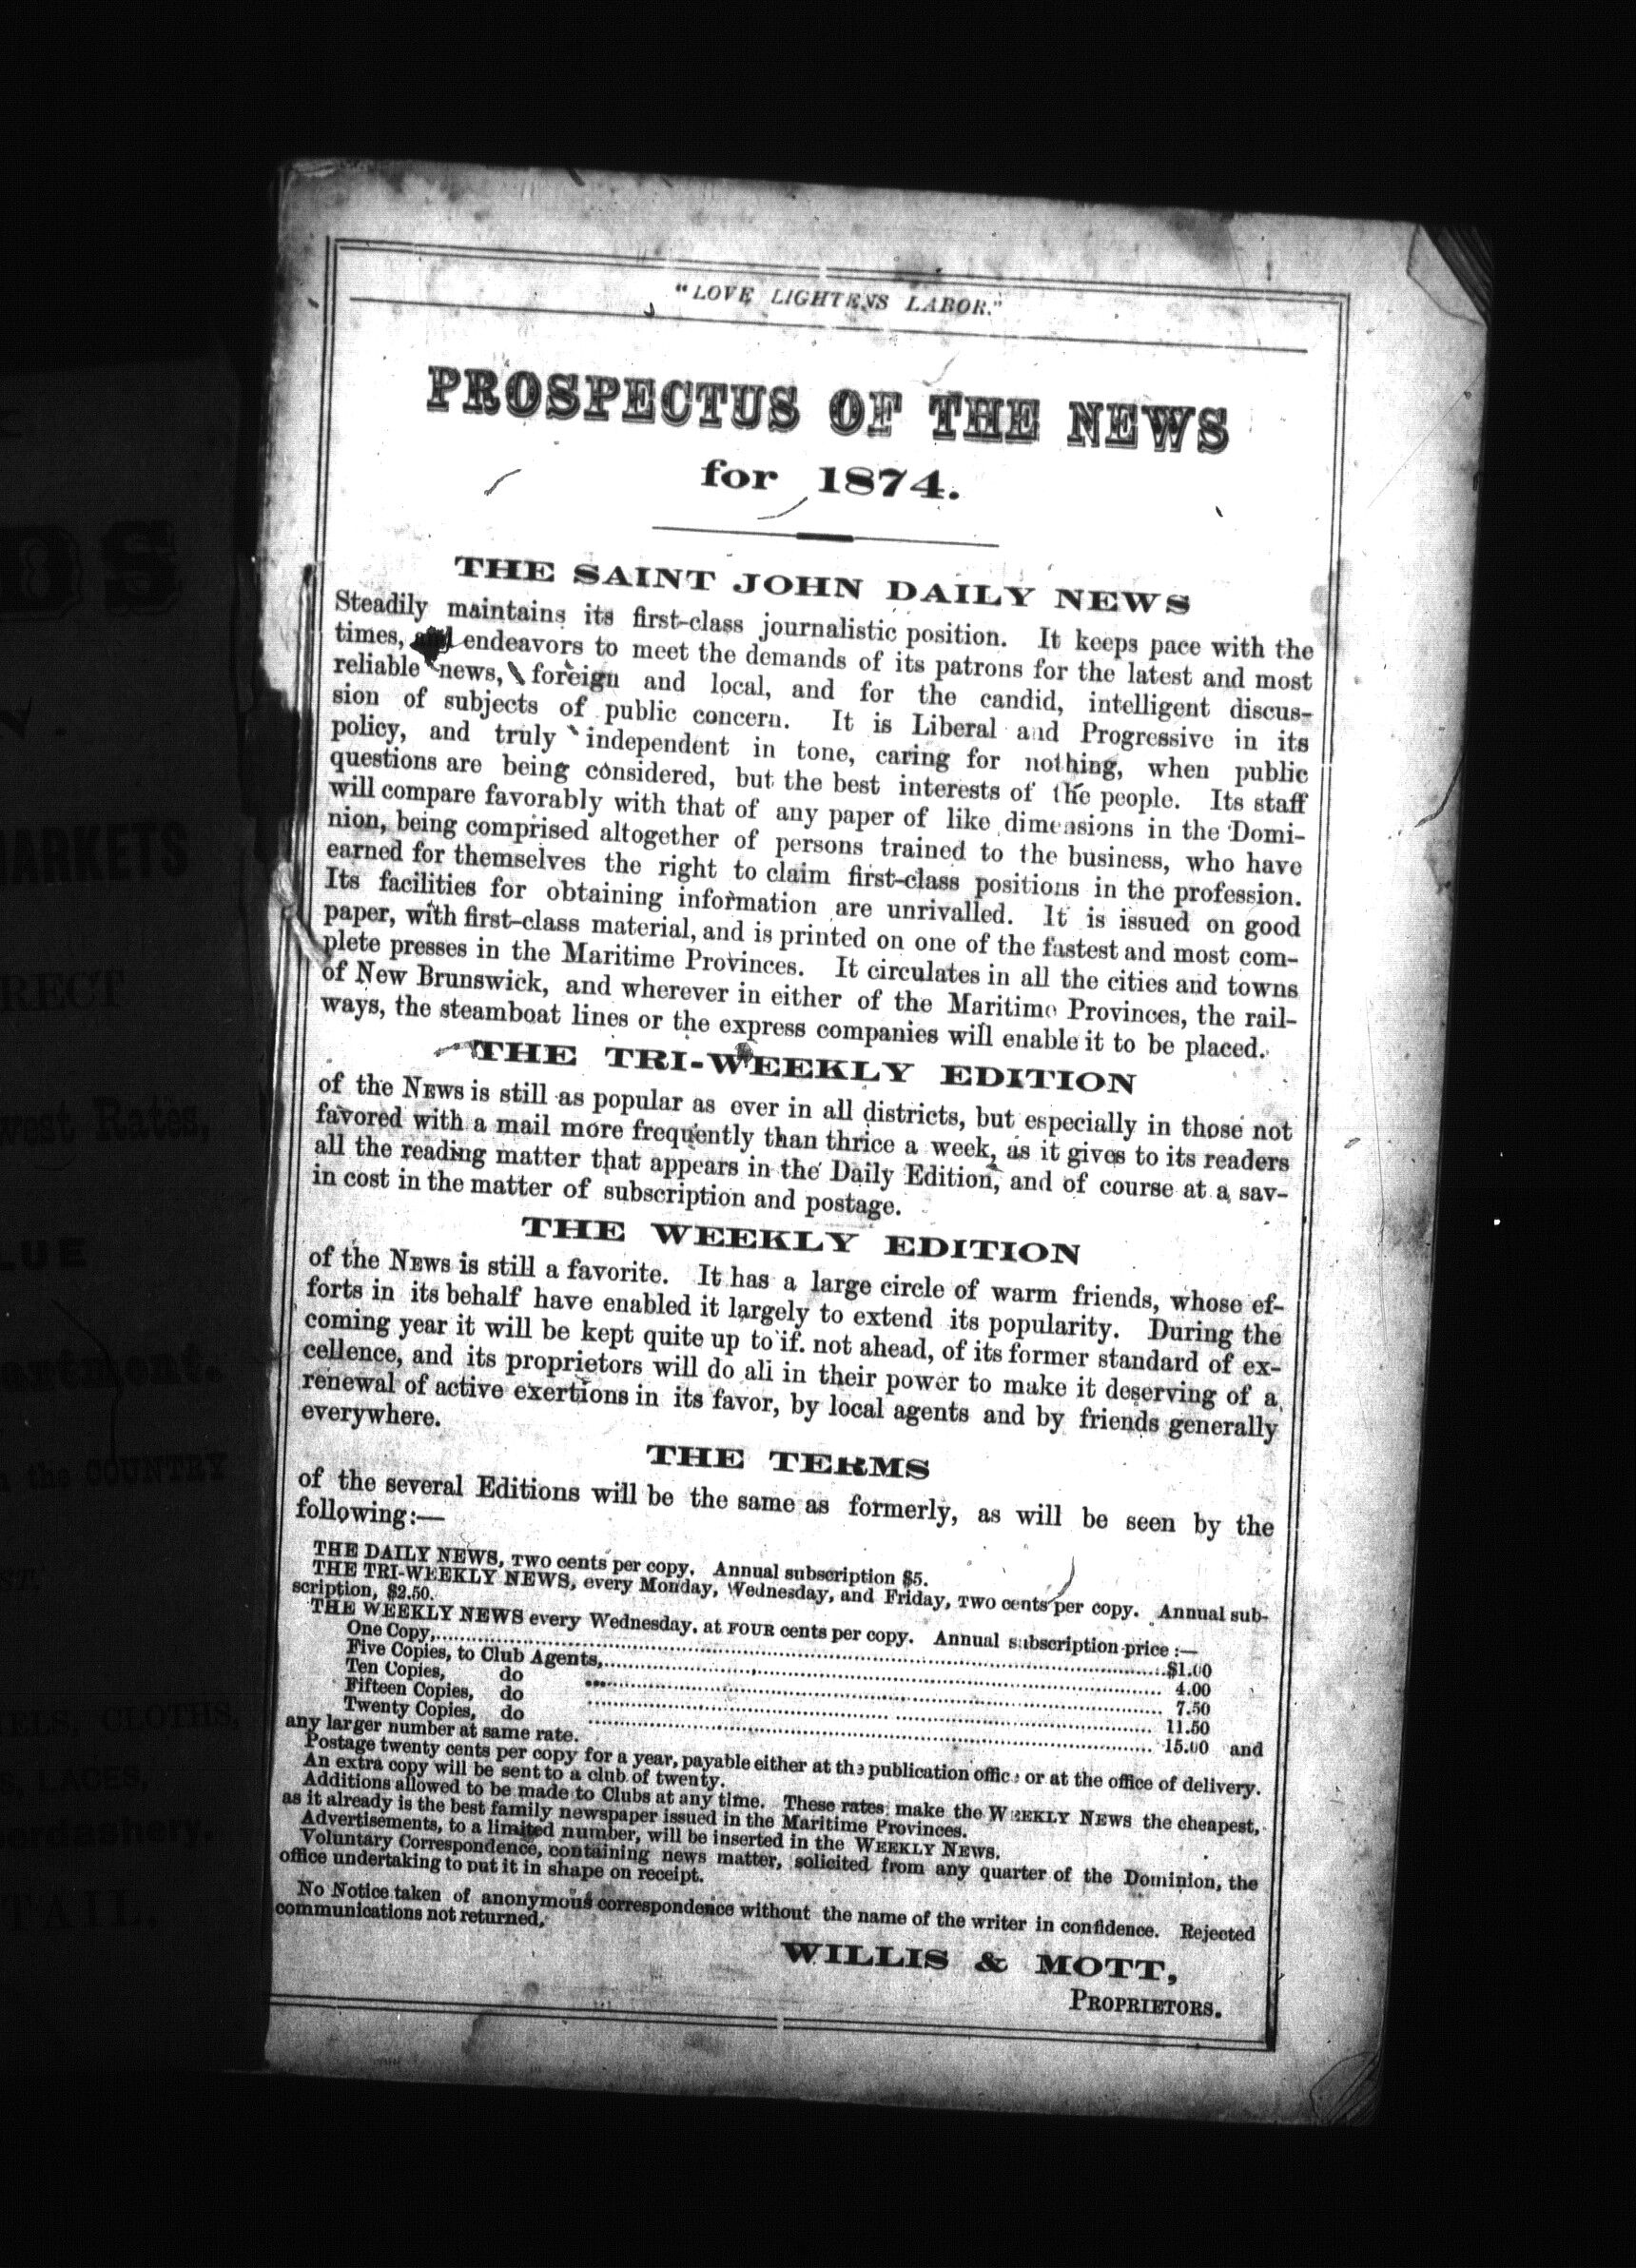 "LOVE LIGHTENS LABOR."
PROSPECTUS OF THE NEWS
for 1874.
THE SAINT JOHN DAILY NEWS
Steadily maintains its first-class journalistic position. It keeps pace with the
times, and endeavors to meet the demands of its patrons for the latest and most
reliable news, foreign and local, and for the candid, intelligent discus-
sion of subjects of public concern. It is Liberal and Progressive in its
policy, and truly independent in tone, caring for nothing, when public
questions are being considered, but the best interests of the people. Its staff
will compare favorably with that of any paper of like dimensions in the Domi-
nion, being comprised altogether of persons trained to the business, who have
earned for themselves the right to claim first-class positions in the profession.
Its facilities for obtaining information are unrivalled. It is issued on good
paper, with first-class material, and is printed on one of the fastest and most com-
plete presses in the Maritime Provinces. It circulates in all the cities and towns
of New Brunswick, and wherever in either of the Maritime Provinces, the rail-
ways, the steamboat lines or the express companies will enable it to be placed.
THE TRI-WEEKLY EDITION
of the NEWS is still as popular as ever in all districts, but especially in those not
favored with a mail more frequently than thrice a week, as it gives to its readers
all the reading matter that appears in the Daily Edition, and of course at a sav-
in cost in the matter of subscription and postage.
THE WEEKLY EDITION
of the NEWS is still a favorite. It has a large circle of warm friends, whose ef-
forts in its behalf have enabled it largely to extend its popularity. During the
coming year it will be kept quite up to if. not ahead, of its former standard of ex-
cellence, and its proprietors will do all in their power to make it deserving of a
renewal of active exertions in its favor, by local agents and by friends generally
everywhere.
THE TERMS
of the several Editions will be the same as formerly, as will be seen by the
following:—
THE DAILY NEWS, TWO cents per copy. Annual subscription $5.
THE TRI-WEEKLY NEWS, every Monday, Wednesday, and Friday, TWO cents per copy. Annual sub-
scription, $2.50.
THE WEEKLY NEWS every Wednesday, at FOUR cents per copy. Annual subscription price:—
One Copy,..............$1.00
Five Copies, to Club Agents,..............4.00
Ten Copies, do ..............7.50
Fifteen Copies, do ..............11.50
Twenty Copies, do ..............15.00 and
any larger number at same rate.
Postage twenty cents per copy for a year, payable either at the publication office or at the office of delivery.
An extra copy will be sent to a club of twenty.
Additions allowed to be made to Clubs at any time. These rates make the WEEKLY NEWS the cheapest,
as it already is the best family newspaper issued in the Maritime Provinces.
Advertisements, to a limited number, will be inserted in the WEEKLY NEWS.
Voluntary Correspondence, containing news matter, solicited from any quarter of the Dominion, the
office undertaking to put it in shape on receipt.
No Notice taken of anonymous correspondence without the name of the writer in confidence. Rejected
communications not returned.
WILLIS & MOTT,
PROPRIETORS.
MARKETS
RECT
west Rates,
LUE
the COUNTRY
CLOTHS,
LACES,
TAIL.